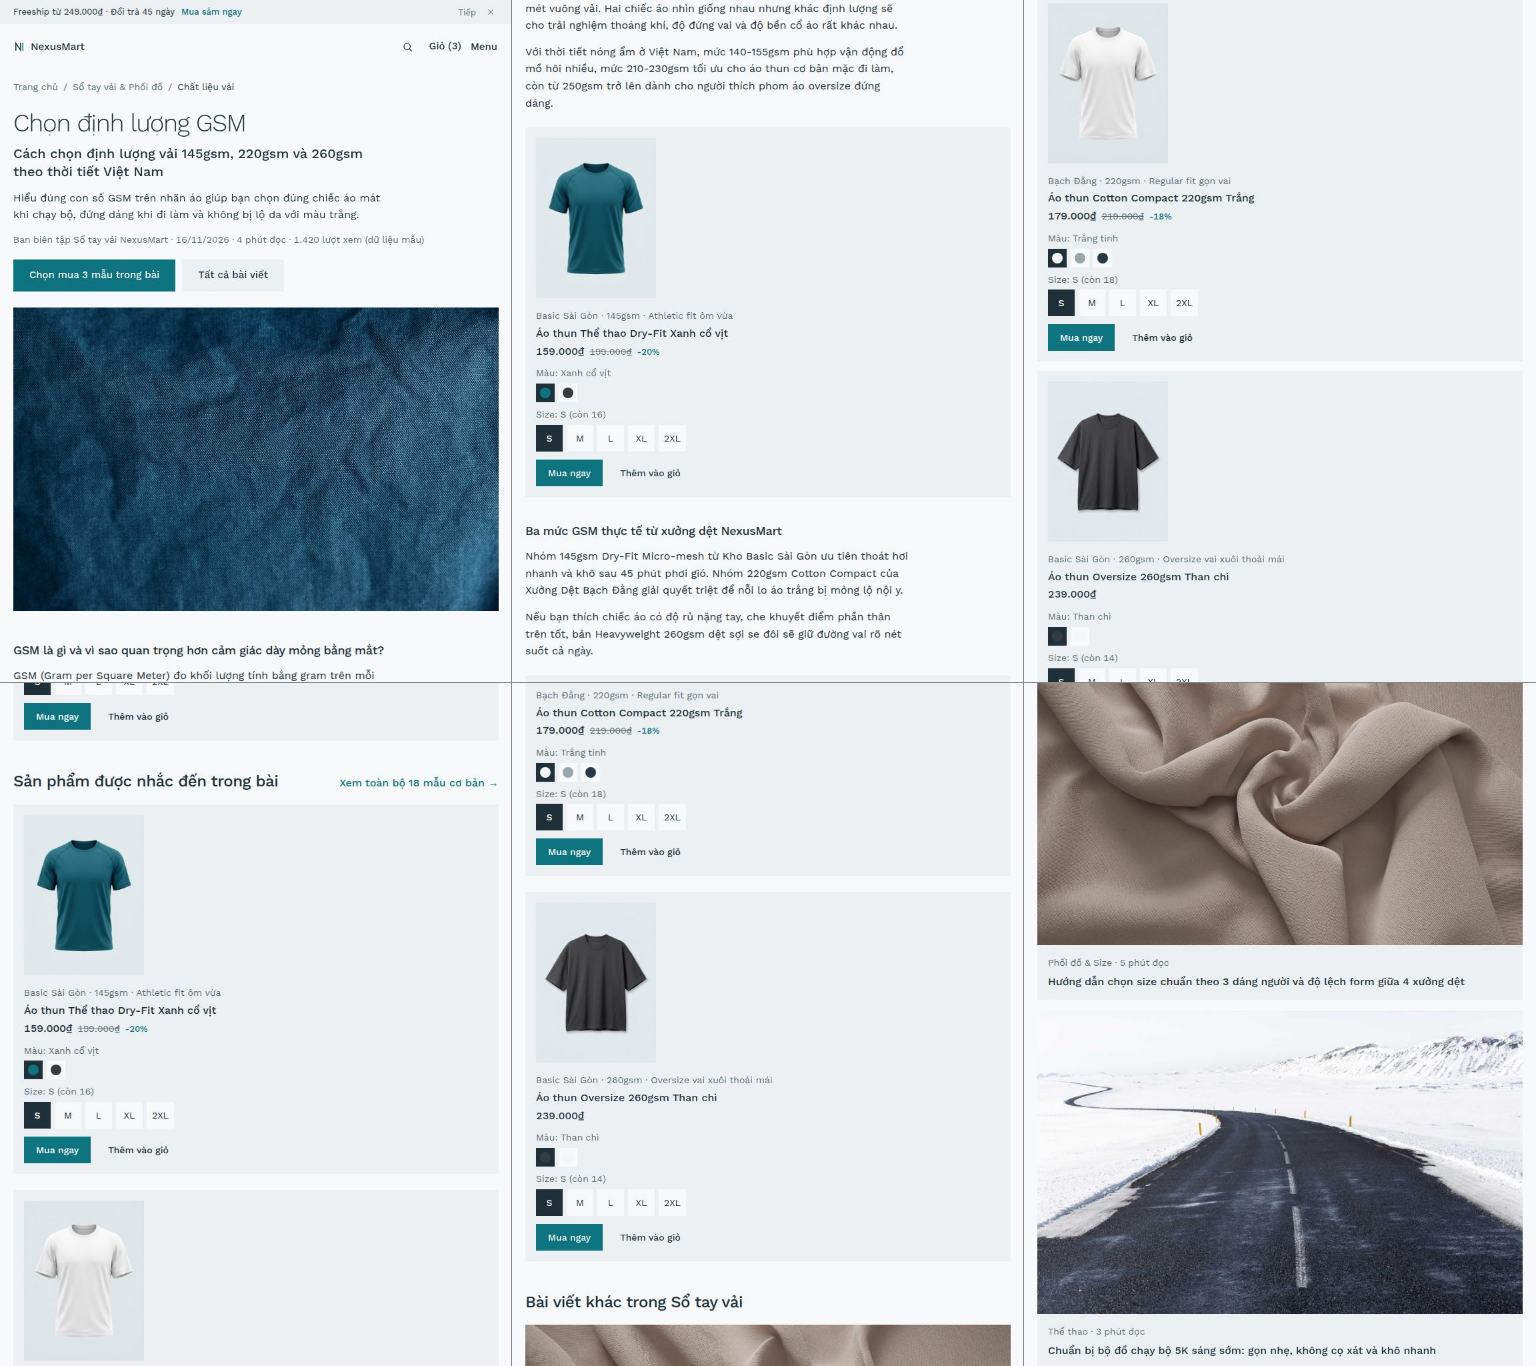 Freeship từ 249.000₫ · Đổi trả 45 ngày Mua sắm ngay
Tiếp ×
NexusMart
Giỏ (3) Menu
Trang chủ / Sổ tay vải & Phối đồ / Chất liệu vải
Chọn định lượng GSM
Cách chọn định lượng vải 145gsm, 220gsm và 260gsm
theo thời tiết Việt Nam
Hiểu đúng con số GSM trên nhãn áo giúp bạn chọn đúng chiếc áo mát
khi chạy bộ, đứng dáng khi đi làm và không bị lộ da với màu trắng.
Ban biên tập Sổ tay vải NexusMart · 16/11/2026 · 4 phút đọc · 1.420 lượt xem (dữ liệu mẫu)
Chọn mua 3 mẫu trong bài
Tất cả bài viết
GSM là gì và vì sao quan trọng hơn cảm giác dày mỏng bằng mắt?
GSM (Gram per Square Meter) đo khối lượng tính bằng gram trên mỗi
mét vuông vải. Hai chiếc áo nhìn giống nhau nhưng khác định lượng sẽ
cho trải nghiệm thoáng khí, độ đứng vai và độ bền cổ áo rất khác nhau.
Với thời tiết nóng ẩm ở Việt Nam, mức 140-155gsm phù hợp vận động đổ
mồ hôi nhiều, mức 210-230gsm tối ưu cho áo thun cơ bản mặc đi làm,
còn từ 250gsm trở lên dành cho người thích phom áo oversize đứng
dáng.
Basic Sài Gòn · 145gsm · Athletic fit ôm vừa
Áo thun Thể thao Dry-Fit Xanh cổ vịt
159.000₫ 199.000₫ -20%
Màu: Xanh cổ vịt
Size: S (còn 16)
S M L XL 2XL
Mua ngay
Thêm vào giỏ
Ba mức GSM thực tế từ xưởng dệt NexusMart
Nhóm 145gsm Dry-Fit Micro-mesh từ Kho Basic Sài Gòn ưu tiên thoát hơi
nhanh và khô sau 45 phút phơi gió. Nhóm 220gsm Cotton Compact của
Xưởng Dệt Bạch Đằng giải quyết triệt để nỗi lo áo trắng bị mỏng lộ nội y.
Nếu bạn thích chiếc áo có độ rủ nặng tay, che khuyết điểm phần thân
trên tốt, bản Heavyweight 260gsm dệt sợi se đôi sẽ giữ đường vai rõ nét
suốt cả ngày.
Bạch Đằng · 220gsm · Regular fit gọn vai
Áo thun Cotton Compact 220gsm Trắng
179.000₫ 219.000₫ -18%
Màu: Trắng tinh
Size: S (còn 18)
S M L XL 2XL
Mua ngay
Thêm vào giỏ
Basic Sài Gòn · 260gsm · Oversize vai xuôi thoải mái
Áo thun Oversize 260gsm Than chì
239.000₫
Màu: Than chì
Size: S (còn 14)
S M L XL 2XL
Mua ngay
Thêm vào giỏ
Sản phẩm được nhắc đến trong bài
Xem toàn bộ 18 mẫu cơ bản →
Basic Sài Gòn · 145gsm · Athletic fit ôm vừa
Áo thun Thể thao Dry-Fit Xanh cổ vịt
159.000₫ 199.000₫ -20%
Màu: Xanh cổ vịt
Size: S (còn 16)
S M L XL 2XL
Mua ngay
Thêm vào giỏ
Bạch Đằng · 220gsm · Regular fit gọn vai
Áo thun Cotton Compact 220gsm Trắng
179.000₫ 219.000₫ -18%
Màu: Trắng tinh
Size: S (còn 18)
S M L XL 2XL
Mua ngay
Thêm vào giỏ
Basic Sài Gòn · 260gsm · Oversize vai xuôi thoải mái
Áo thun Oversize 260gsm Than chì
239.000₫
Màu: Than chì
Size: S (còn 14)
S M L XL 2XL
Mua ngay
Thêm vào giỏ
Bài viết khác trong Sổ tay vải
Phối đồ & Size · 5 phút đọc
Hướng dẫn chọn size chuẩn theo 3 dáng người và độ lệch form giữa 4 xưởng dệt
Thể thao · 3 phút đọc
Chuẩn bị bộ đồ chạy bộ 5K sáng sớm: gọn nhẹ, không cọ xát và khô nhanh